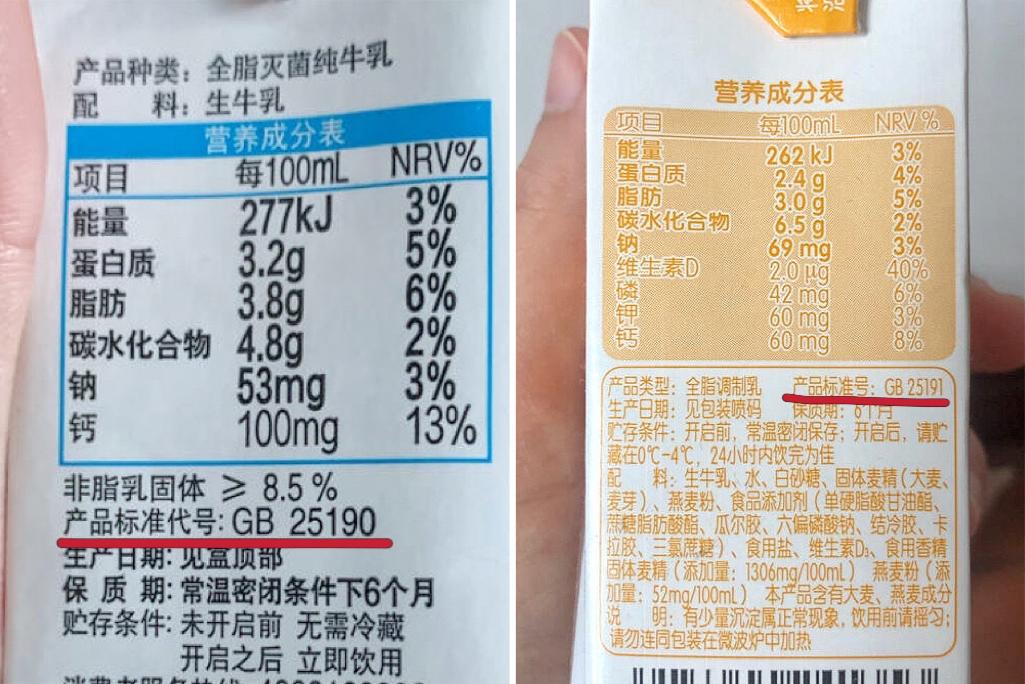 产品种类：全脂灭菌纯牛乳
配 料：生牛乳
营养成分表
项目 每100mL NRV%
能量 277kJ 3%
蛋白质 3.2g 5%
脂肪 3.8g 6%
碳水化合物 4.8g 2%
钠 53mg 3%
钙 100mg 13%
非脂乳固体 ≥ 8.5%
产品标准代号: GB 25190
生产日期: 见盒顶部
保 质 期: 常温密闭条件下6个月
贮存条件: 未开启前 无需冷藏
开启之后 立即饮用
营养成分表
项目 每100mL NRV%
能量 262 kJ 3%
蛋白质 2.4 g 4%
脂肪 3.0 g 5%
碳水化合物 6.5 g 2%
钠 69 mg 3%
维生素D 2.0 μg 40%
磷 42 mg 6%
钾 60 mg 3%
钙 60 mg 8%
产品类型：全脂调制乳 产品标准号：GB 25191
生产日期：见包装喷码 保质期：6个月
贮存条件：开启前，常温密闭保存；开启后，请贮
藏在0℃-4℃，24小时内饮完为佳
配 料：生牛乳、水、白砂糖、固体麦精（大麦、
麦芽）、燕麦粉、食品添加剂（单硬脂酸甘油酯、
蔗糖脂肪酸酯、瓜尔胶、六偏磷酸钠、结冷胶、卡
拉胶、三氯蔗糖）、食用盐、维生素D₃、食用香精
固体麦精（添加量：1306mg/100mL） 燕麦粉（添
加量：52mg/100mL） 本产品含有大麦、燕麦成分
说 明：有少量沉淀属正常现象，饮用前请摇匀；
请勿连同包装在微波炉中加热